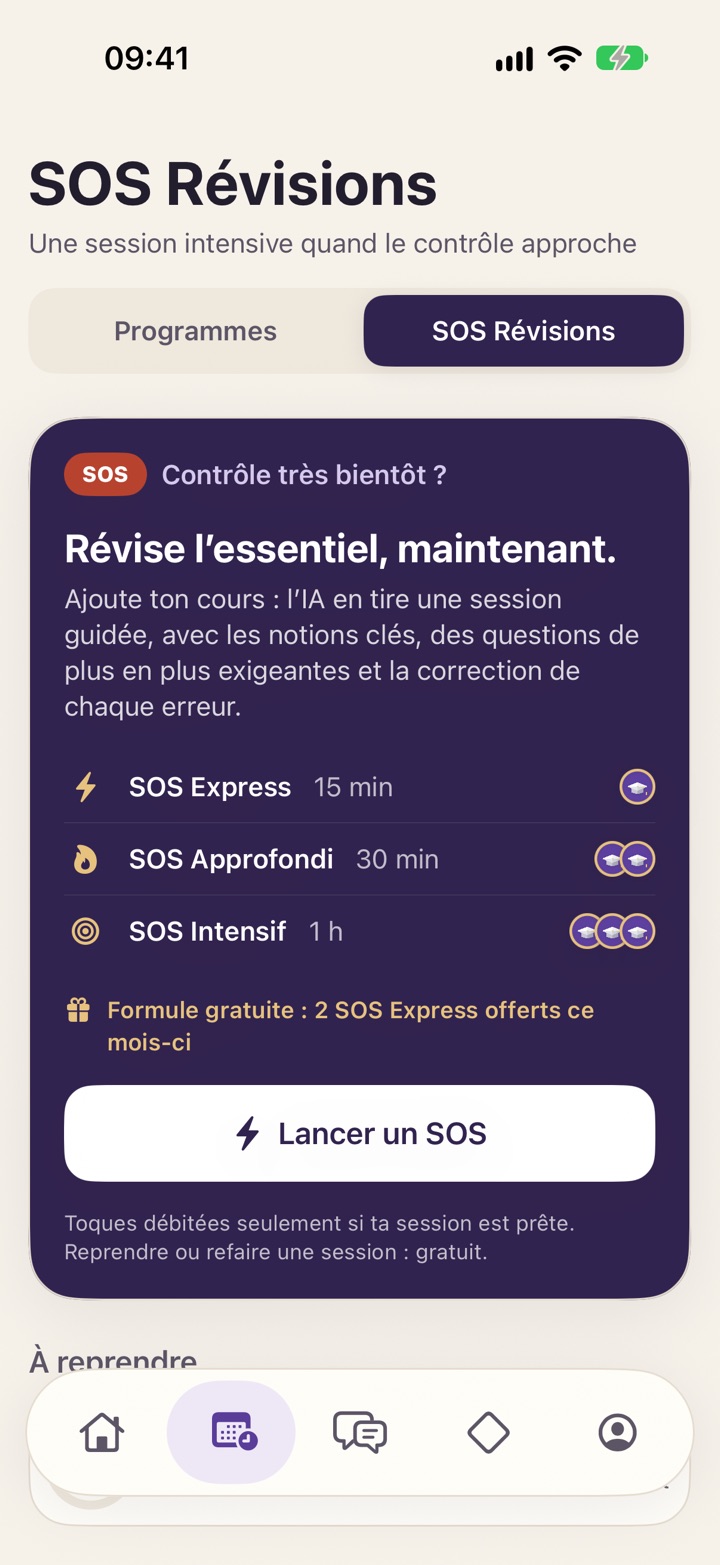 09:41
SOS Révisions
Une session intensive quand le contrôle approche
Programmes
SOS Révisions
SOS Contrôle très bientôt ?
Révise l’essentiel, maintenant.
Ajoute ton cours : l’IA en tire une session
guidée, avec les notions clés, des questions de
plus en plus exigeantes et la correction de
chaque erreur.
SOS Express 15 min
SOS Approfondi 30 min
SOS Intensif 1 h
Formule gratuite : 2 SOS Express offerts ce
mois-ci
Lancer un SOS
Toques débitées seulement si ta session est prête.
Reprendre ou refaire une session : gratuit.
À reprendre